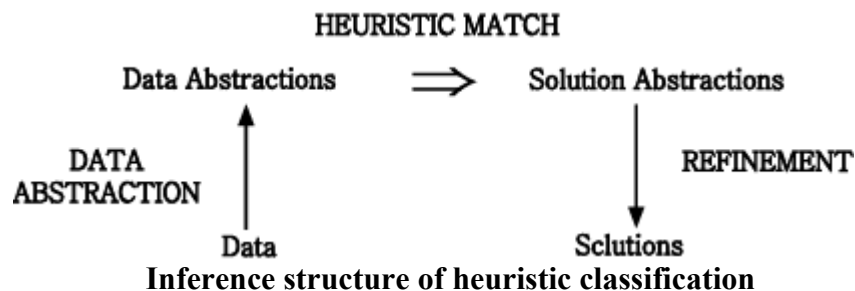 HEURISTIC MATCH
Data Abstractions ⇒ Solution Abstractions
DATA
ABSTRACTION
REFINEMENT
Data
Sclutions
Inference structure of heuristic classification